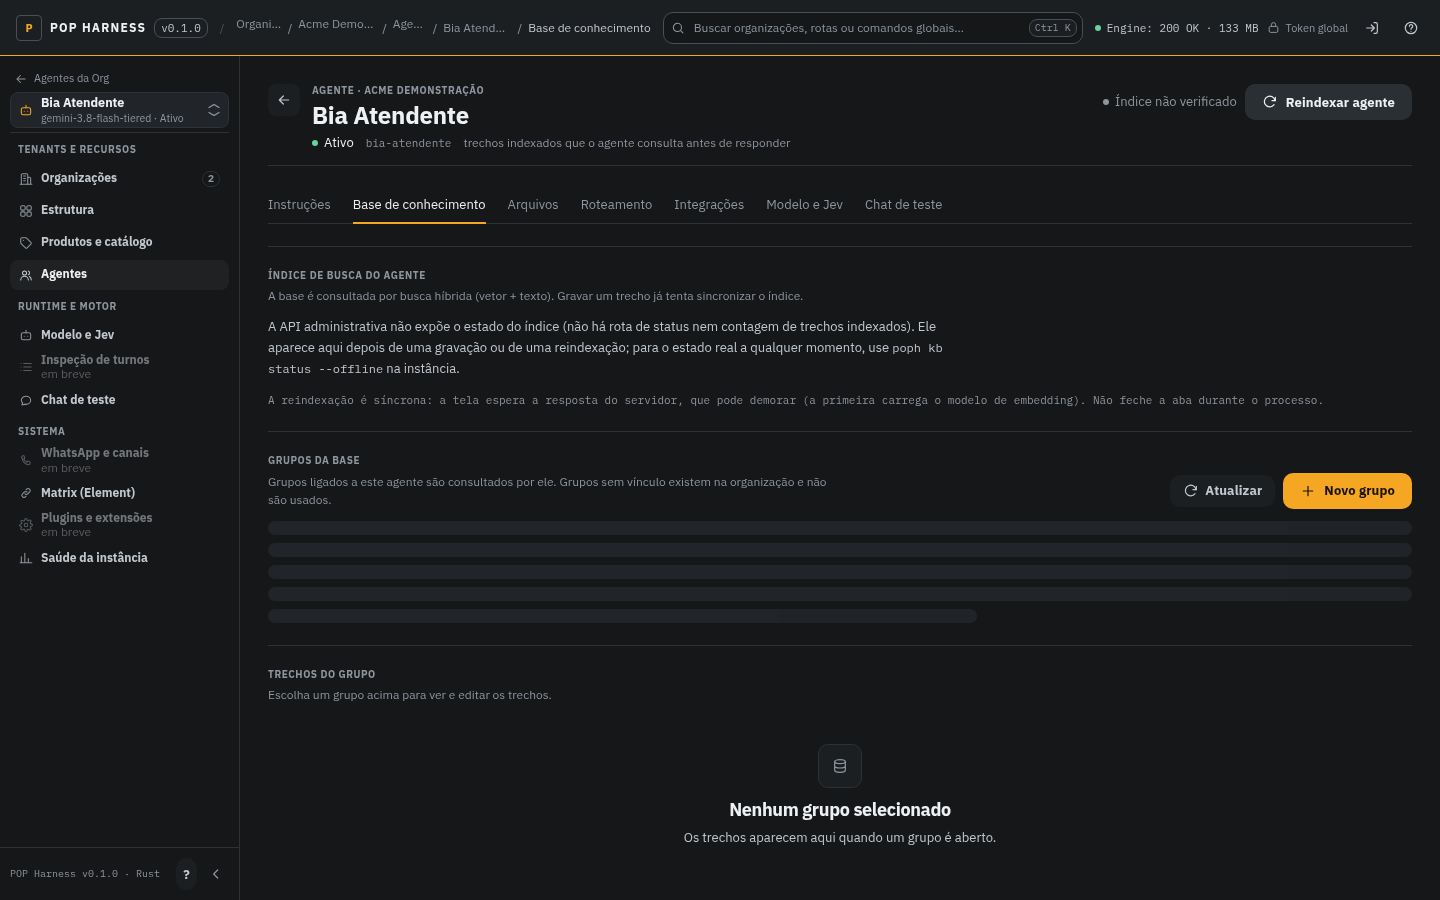 P POP HARNESS v0.1.0 / Organi... / Acme Demo... / Age... / Bia Atend... / Base de conhecimento
Buscar organizações, rotas ou comandos globais... Ctrl K
Engine: 200 OK · 133 MB Token global
Agentes da Org
Bia Atendente
gemini-3.8-flash-tiered · Ativo
TENANTS E RECURSOS
Organizações 2
Estrutura
Produtos e catálogo
Agentes
RUNTIME E MOTOR
Modelo e Jev
Inspeção de turnos
em breve
Chat de teste
SISTEMA
WhatsApp e canais
em breve
Matrix (Element)
Plugins e extensões
em breve
Saúde da instância
POP Harness v0.1.0 · Rust ?
AGENTE · ACME DEMONSTRAÇÃO
Bia Atendente
Ativo bia-atendente trechos indexados que o agente consulta antes de responder
Índice não verificado Reindexar agente
Instruções Base de conhecimento Arquivos Roteamento Integrações Modelo e Jev Chat de teste
ÍNDICE DE BUSCA DO AGENTE
A base é consultada por busca híbrida (vetor + texto). Gravar um trecho já tenta sincronizar o índice.
A API administrativa não expõe o estado do índice (não há rota de status nem contagem de trechos indexados). Ele
aparece aqui depois de uma gravação ou de uma reindexação; para o estado real a qualquer momento, use poph kb
status --offline na instância.
A reindexação é síncrona: a tela espera a resposta do servidor, que pode demorar (a primeira carrega o modelo de embedding). Não feche a aba durante o processo.
GRUPOS DA BASE
Grupos ligados a este agente são consultados por ele. Grupos sem vínculo existem na organização e não
são usados.
Atualizar Novo grupo
TRECHOS DO GRUPO
Escolha um grupo acima para ver e editar os trechos.
Nenhum grupo selecionado
Os trechos aparecem aqui quando um grupo é aberto.